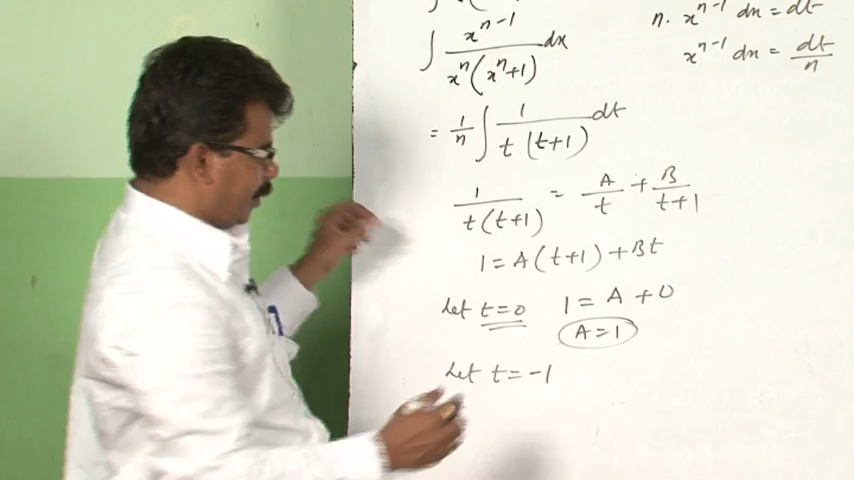 n. x^{n-1} dx = dt
∫ x^{n-1} / x^n (x^n + 1) dx
x^{n-1} dx = dt / n
= 1/n ∫ 1 / t (t+1) dt
1 / t(t+1) = A / t + B / t+1
1 = A (t+1) + Bt
Let t = 0 1 = A + 0
A = 1
Let t = -1